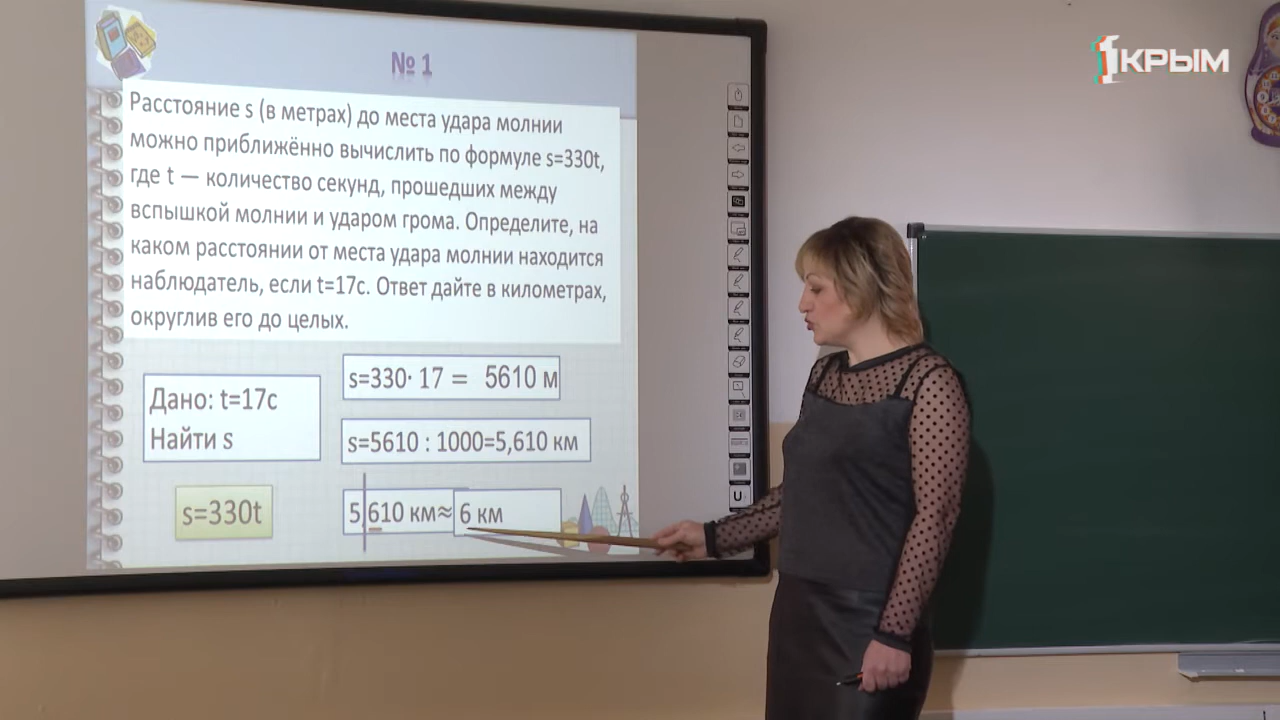 № 1
1КРЫМ
Расстояние s (в метрах) до места удара молнии
можно приближённо вычислить по формуле s=330t,
где t — количество секунд, прошедших между
вспышкой молнии и ударом грома. Определите, на
каком расстоянии от места удара молнии находится
наблюдатель, если t=17с. Ответ дайте в километрах,
округлив его до целых.
s=330· 17 = 5610 м
Дано: t=17с
Найти s
s=5610 : 1000=5,610 км
s=330t
5,610 км≈ 6 км